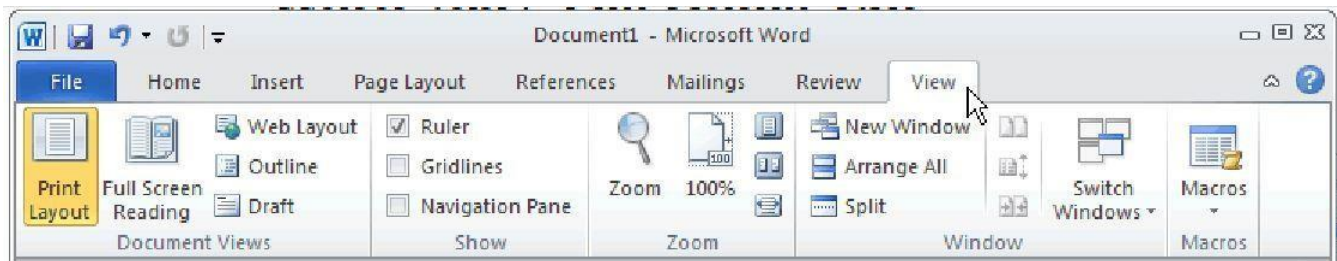 W
Document1 - Microsoft Word
File Home Insert Page Layout References Mailings Review View
Print Layout
Full Screen Reading
Web Layout
Outline
Draft
Document Views
Ruler
Gridlines
Navigation Pane
Show
Zoom
100
100%
Zoom
New Window
Arrange All
Split
Switch Windows
Window
Macros
Macros